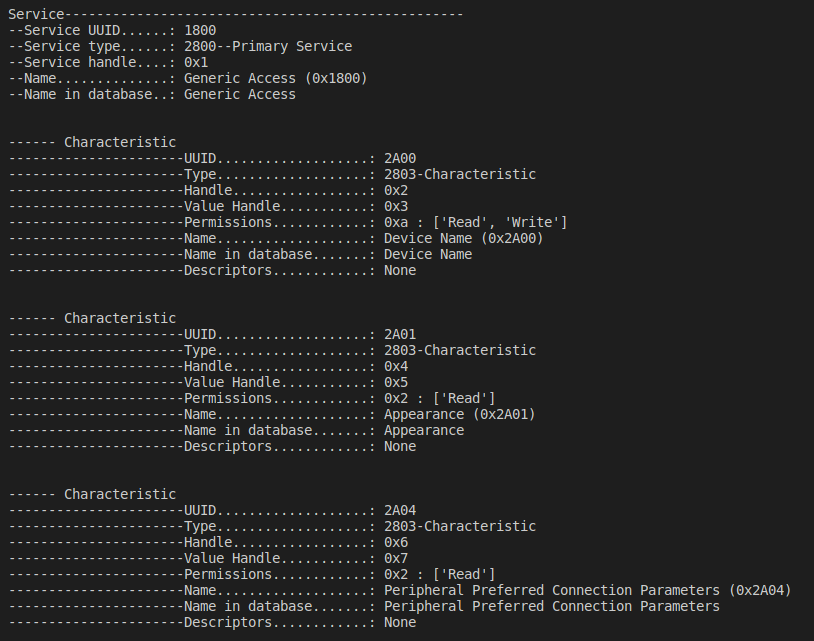 Service--------------------------------------------------
--Service UUID......: 1800
--Service type......: 2800--Primary Service
--Service handle....: 0x1
--Name..............: Generic Access (0x1800)
--Name in database..: Generic Access
------ Characteristic
----------------------UUID...................: 2A00
----------------------Type...................: 2803-Characteristic
----------------------Handle.................: 0x2
----------------------Value Handle...........: 0x3
----------------------Permissions............: 0xa : ['Read', 'Write']
----------------------Name...................: Device Name (0x2A00)
----------------------Name in database.......: Device Name
----------------------Descriptors............: None
------ Characteristic
----------------------UUID...................: 2A01
----------------------Type...................: 2803-Characteristic
----------------------Handle.................: 0x4
----------------------Value Handle...........: 0x5
----------------------Permissions............: 0x2 : ['Read']
----------------------Name...................: Appearance (0x2A01)
----------------------Name in database.......: Appearance
----------------------Descriptors............: None
------ Characteristic
----------------------UUID...................: 2A04
----------------------Type...................: 2803-Characteristic
----------------------Handle.................: 0x6
----------------------Value Handle...........: 0x7
----------------------Permissions............: 0x2 : ['Read']
----------------------Name...................: Peripheral Preferred Connection Parameters (0x2A04)
----------------------Name in database.......: Peripheral Preferred Connection Parameters
----------------------Descriptors............: None